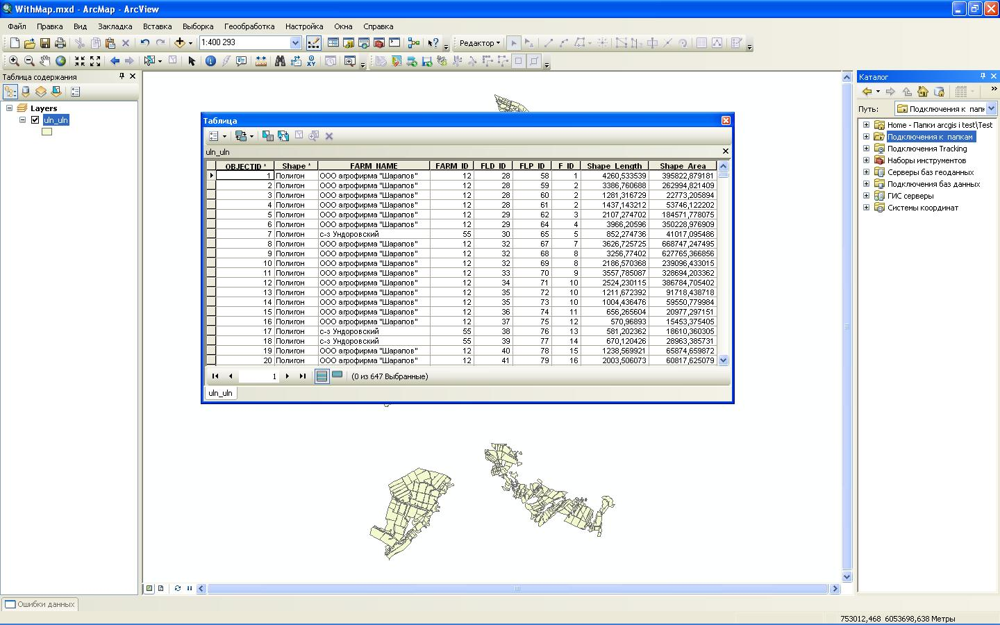 WithMap.mxd - ArcMap - ArcView
Файл Правка Вид Закладка Вставка Выборка Геообработка Настройка Окна Справка
1:400 293 Редактор
Таблица содержания
Layers
uln_uln
Таблица
uln_uln
OBJECTID * Shape * FARM_NAME FARM_ID FLD_ID FLP_ID F_ID Shape_Length Shape_Area
1 Полигон ООО агрофирма "Шарапов" 12 28 58 1 4260,533539 395822,879181
2 Полигон ООО агрофирма "Шарапов" 12 28 59 2 3386,760688 262994,821409
3 Полигон ООО агрофирма "Шарапов" 12 28 60 2 1281,316729 22773,205894
4 Полигон ООО агрофирма "Шарапов" 12 28 61 2 1437,143212 53746,122202
5 Полигон ООО агрофирма "Шарапов" 12 29 62 3 2107,274702 184571,778075
6 Полигон ООО агрофирма "Шарапов" 12 29 64 4 3966,20596 350228,976909
7 Полигон с-з Ундоровский 55 30 65 5 852,274736 41017,095486
8 Полигон ООО агрофирма "Шарапов" 12 32 67 7 3626,725725 668747,247495
9 Полигон ООО агрофирма "Шарапов" 12 32 68 8 3256,77402 627765,366856
10 Полигон ООО агрофирма "Шарапов" 12 32 69 8 2186,570368 239096,433015
11 Полигон ООО агрофирма "Шарапов" 12 33 70 9 3557,785087 328694,203362
12 Полигон ООО агрофирма "Шарапов" 12 34 71 10 2524,230115 386784,705402
13 Полигон ООО агрофирма "Шарапов" 12 35 72 10 1211,672392 91718,438718
14 Полигон ООО агрофирма "Шарапов" 12 35 73 10 1004,436476 59550,779984
15 Полигон ООО агрофирма "Шарапов" 12 36 74 11 656,265604 20977,297151
16 Полигон ООО агрофирма "Шарапов" 12 37 75 12 570,96893 15453,375405
17 Полигон с-з Ундоровский 55 38 76 13 581,202362 18610,360305
18 Полигон с-з Ундоровский 55 39 77 14 670,120426 28963,385731
19 Полигон ООО агрофирма "Шарапов" 12 40 78 15 1238,569921 65874,659872
20 Полигон ООО агрофирма "Шарапов" 12 41 79 16 2003,506073 60817,625079
1 (0 из 647 Выбранные)
uln_uln
Каталог
Путь: Подключения к папк
Home - Папки arcgis i test\Test
Подключения к папкам
Подключения Tracking
Наборы инструментов
Серверы баз геоданных
Подключения баз данных
ГИС серверы
Системы координат
Ошибки данных
753012,468 6053698,638 Метры